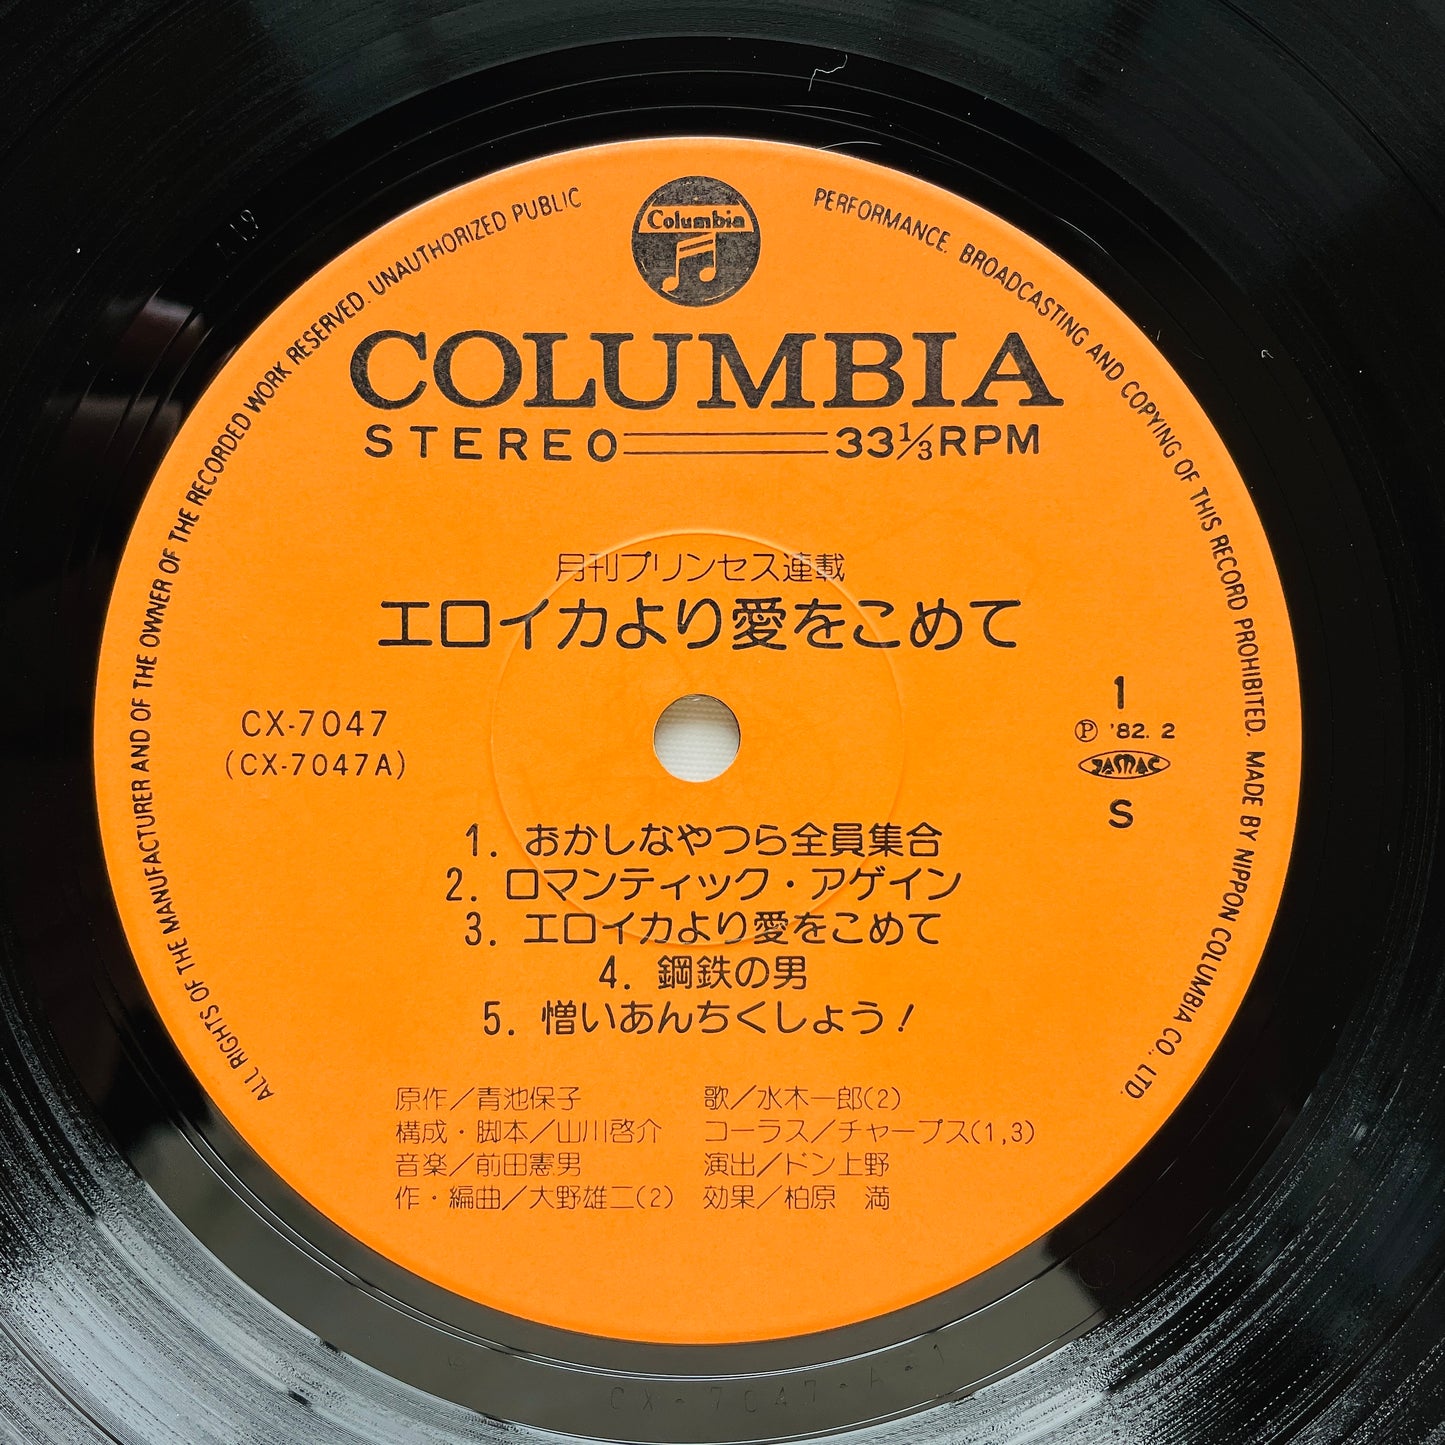 Columbia
COLUMBIA
STEREO 33 1/3 RPM
月刊プリンセス連載
エロイカより愛をこめて
CX-7047
(CX-7047A)
1
Ⓟ '82. 2
JASRAC
S
1. おかしなやつら全員集合
2. ロマンティック・アゲイン
3. エロイカより愛をこめて
4. 鋼鉄の男
5. 憎いあんちくしょう!
原作/青池保子 歌/水木一郎(2)
構成・脚本/山川啓介 コーラス/チャープス(1,3)
音楽/前田憲男 演出/ドン上野
作・編曲/大野雄二(2) 効果/柏原 満
ALL RIGHTS OF THE MANUFACTURER AND OF THE OWNER OF THE RECORDED WORK RESERVED. UNAUTHORIZED PUBLIC PERFORMANCE. BROADCASTING AND COPYING OF THIS RECORD PROHIBITED. MADE BY NIPPON COLUMBIA CO., LTD.
CX-7047-A-1